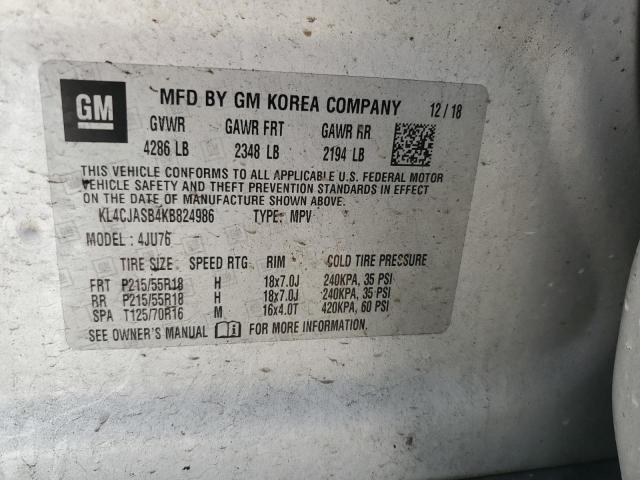 GM
MFD BY GM KOREA COMPANY 12/18
GVWR GAWR FRT GAWR RR
4286 LB 2348 LB 2194 LB
THIS VEHICLE CONFORMS TO ALL APPLICABLE U.S. FEDERAL MOTOR
VEHICLE SAFETY AND THEFT PREVENTION STANDARDS IN EFFECT
ON THE DATE OF MANUFACTURE SHOWN ABOVE.
KL4CJASB4KB824986 TYPE: MPV
MODEL: 4JU76
TIRE SIZE SPEED RTG RIM COLD TIRE PRESSURE
FRT P215/55R18 H 18x7.0J 240KPA, 35 PSI
RR P215/55R18 H 18x7.0J 240KPA, 35 PSI
SPA T125/70R16 M 16x4.0T 420KPA, 60 PSI
SEE OWNER'S MANUAL FOR MORE INFORMATION.